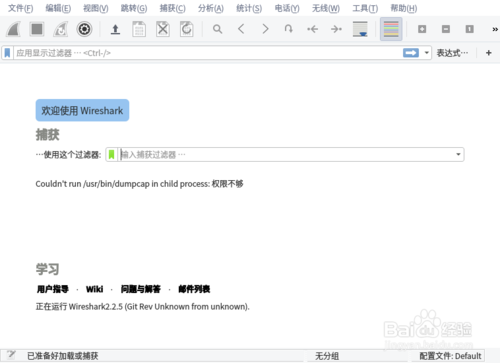 文件(F) 编辑(E) 视图(V) 跳转(G) 捕获(C) 分析(A) 统计(S) 电话(Y) 无线(W) 工具(T) 帮助(H)
应用显示过滤器 … <Ctrl-/> 表达式… +
欢迎使用 Wireshark
捕获
…使用这个过滤器: 输入捕获过滤器 …
Couldn't run /usr/bin/dumpcap in child process: 权限不够
学习
用户指导 · Wiki · 问题与解答 · 邮件列表
正在运行 Wireshark2.2.5 (Git Rev Unknown from unknown).
Baidu 经验
已准备好加载或捕获 无分组 配置文件: Default